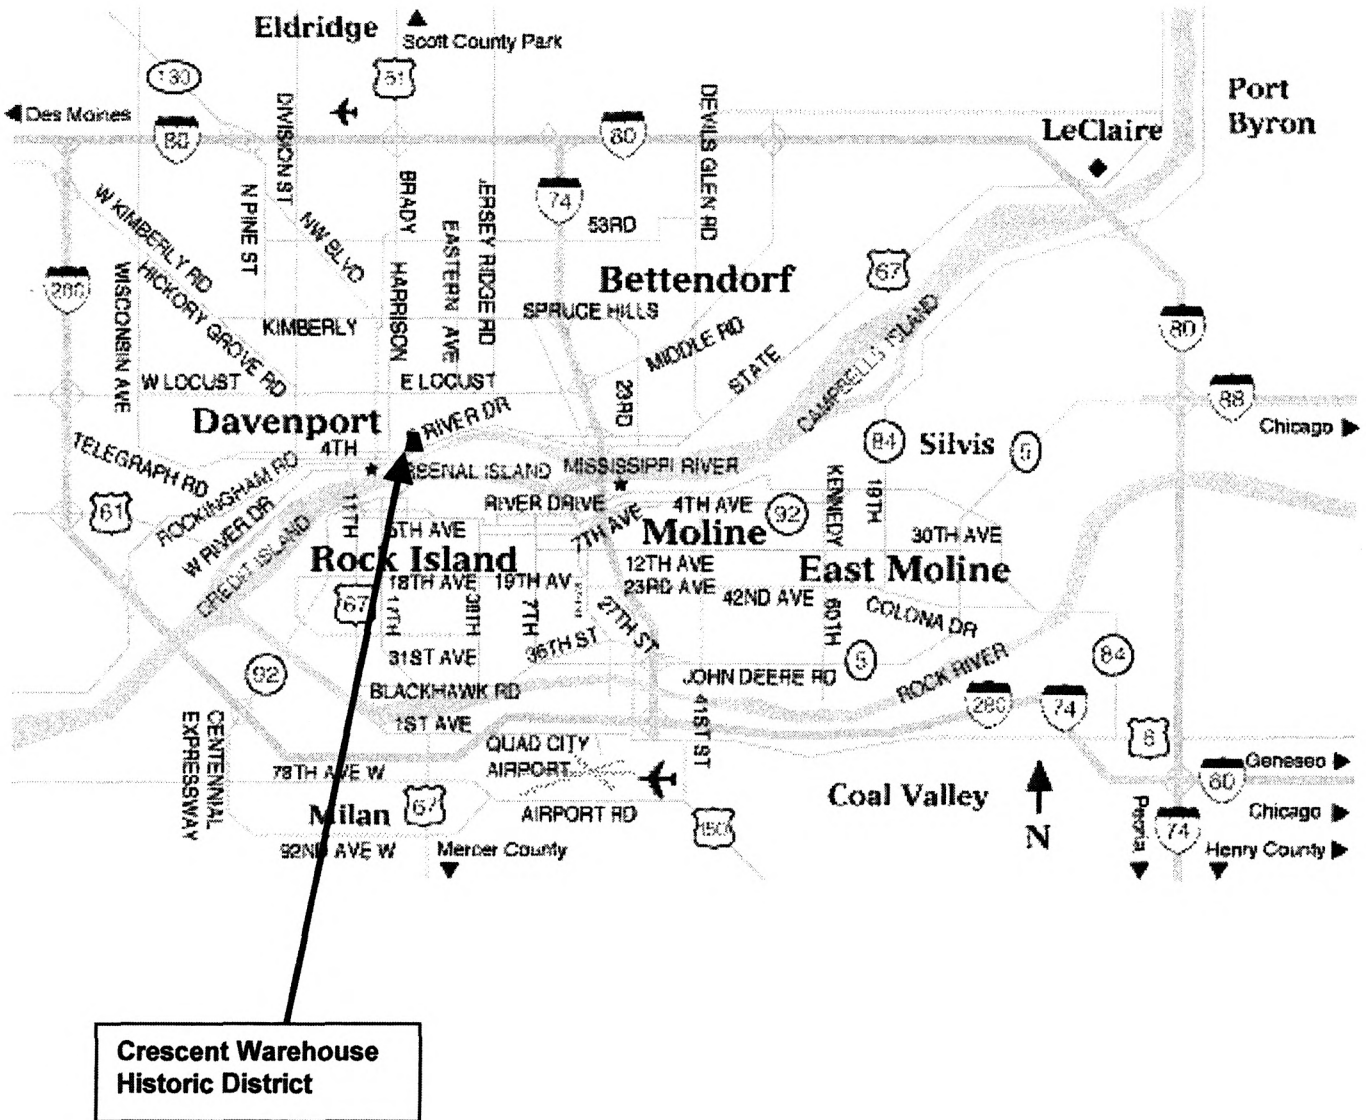 Eldridge
Scott County Park
Port
Byron
130
61
Des Moines
80
DIVISION ST
80
DEVILS GLEN RD
LeClaire
74
W KIMBERLY RD
N PINE ST
NW BLVD
BRADY
EASTERN AVE
JERSEY RIDGE RD
53RD
67
280
WISCONSIN AVE
HICKORY GROVE RD
HARRISON
Bettendorf
KIMBERLY
SPRUCE HILLS
MIDDLE RD
STATE
CAMPBELLS ISLAND
80
W LOCUST
E LOCUST
23RD
88
Chicago
Davenport
RIVER DR
84
Silvis
5
TELEGRAPH RD
4TH
ROCKINGHAM RD
W RIVER DR
61
CREDIT ISLAND
11TH
SENAL ISLAND
MISSISSIPPI RIVER
RIVER DRIVE
4TH AVE
92
KENNEDY
19TH
5TH AVE
7TH AVE
Moline
30TH AVE
Rock Island
12TH AVE
East Moline
18TH AVE
19TH AV
23RD AVE
42ND AVE
67
17TH
38TH
7TH
27TH ST
60TH
COLONA DR
31ST AVE
36TH ST
92
5
84
BLACKHAWK RD
JOHN DEERE RD
ROCK RIVER
1ST AVE
41ST ST
280
74
CENTENNIAL
EXPRESSWAY
QUAD CITY
AIRPORT
6
78TH AVE W
Geneseo
80
Milan
67
AIRPORT RD
150
Coal Valley
N
Peoria
74
Chicago
92ND AVE W
Mercer County
Henry County
Crescent Warehouse
Historic District